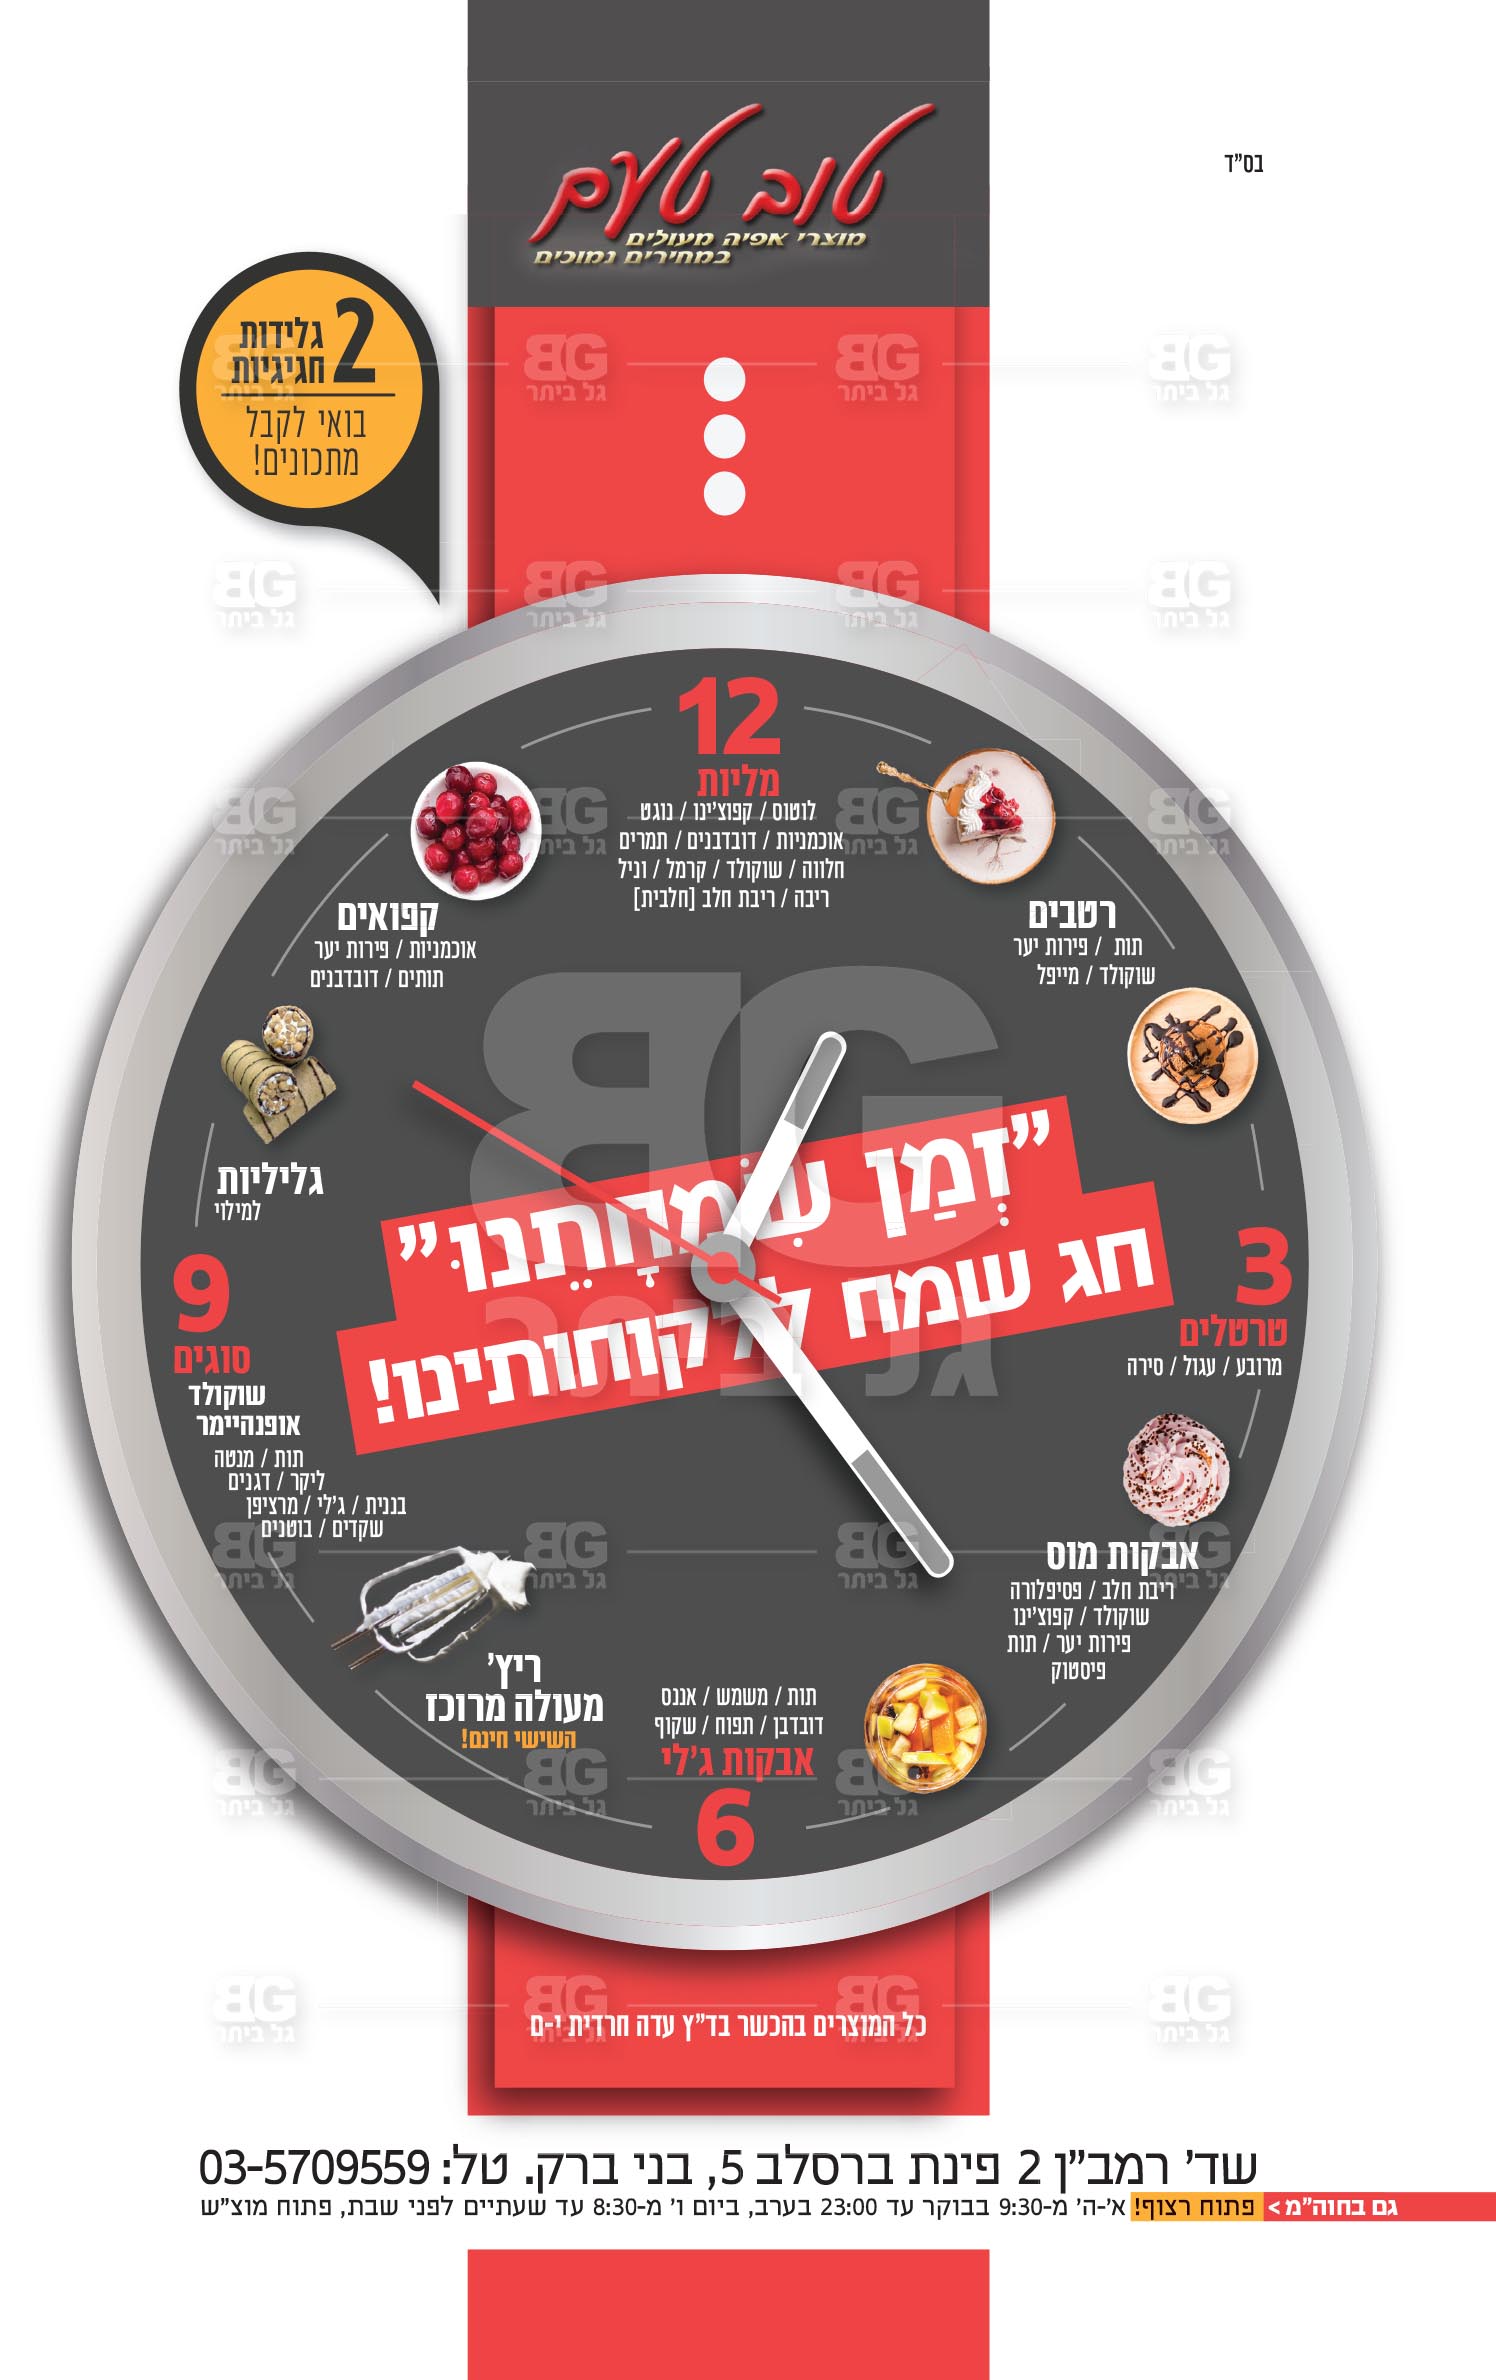 בס"ד
טוב טעם
מוצרי אפיה מעולים
במחירים נמוכים
2 גלידות
חגיגיות
בואי לקבל
מתכונים!
12
מליות
לוטוס / קפוצ'ינו / נוגט
אוכמניות / דובדבנים / תמרים
חלווה / שוקולד / קרמל / וניל
ריבה / ריבת חלב [חלבית]
רטבים
תות / פירות יער
שוקולד / מייפל
3
טרטלים
מרובע / עגול / סירה
אבקות מוס
ריבת חלב / פסיפלורה
שוקולד / קפוצ'ינו
פירות יער / תות
פיסטוק
תות / משמש / אננס
דובדבן / תפוח / שקוף
אבקות ג'לי
6
ריץ'
מעולה מרוכז
השישי חינם!
9
סוגים
שוקולד
אופנהיימר
תות / מנטה
ליקר / דגנים
בננית / ג'לי / מרציפן
שקדים / בוטנים
גליליות
למילוי
קפואים
אוכמניות / פירות יער
תותים / דובדבנים
"זְמַן שִׂמְחָתֵנוּ"
חג שמח ללקוחותינו!
BG
גל ביתר
כל המוצרים בהכשר בד"ץ עדה חרדית י-ם
שד' רמב"ן 2 פינת ברסלב 5, בני ברק. טל: 03-5709559
גם בחוה"מ > פתוח רצוף! א'-ה' מ-9:30 בבוקר עד 23:00 בערב, ביום ו' מ-8:30 עד שעתיים לפני שבת, פתוח מוצ"ש